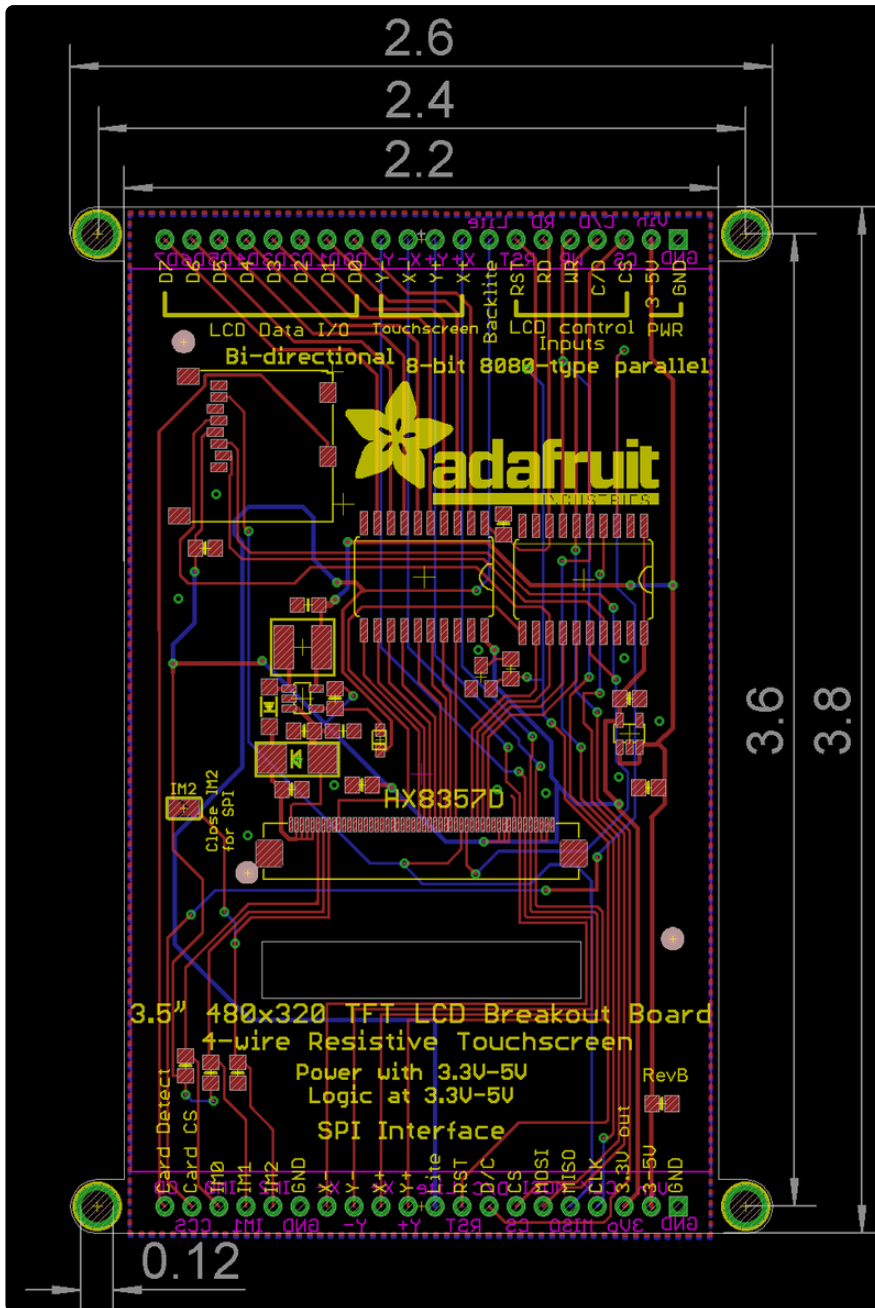 2.6
2.4
2.2
Lite RD C/D Vin
D7 D6 D5 D4 D3 D2 D1 D0 Y- X- Y+ X+ RST WR CS GND
D7 D6 D5 D4 D3 D2 D1 D0 Y- X- Y+ X+ Backlite RST RD WR C/D CS 3-5V GND
LCD Data I/O Touchscreen LCD control PWR
Inputs
Bi-directional 8-bit 8080-type parallel
adafruit
INDUSTRIES
3.6
3.8
IM2
Close IM2
for SPI
HX8357D
3.5" 480x320 TFT LCD Breakout Board
4-wire Resistive Touchscreen
Power with 3.3V-5V
Logic at 3.3V-5V
RevB
SPI Interface
Card Detect Card CS IM0 IM1 IM2 GND X- Y- X+ Y+ Lite RST D/C CS MOSI MISO CLK 3.3V out 3-5V GND
CCS IM1 IM2 GND Y- Y+ RST CS MISO 3Vo GND
0.12